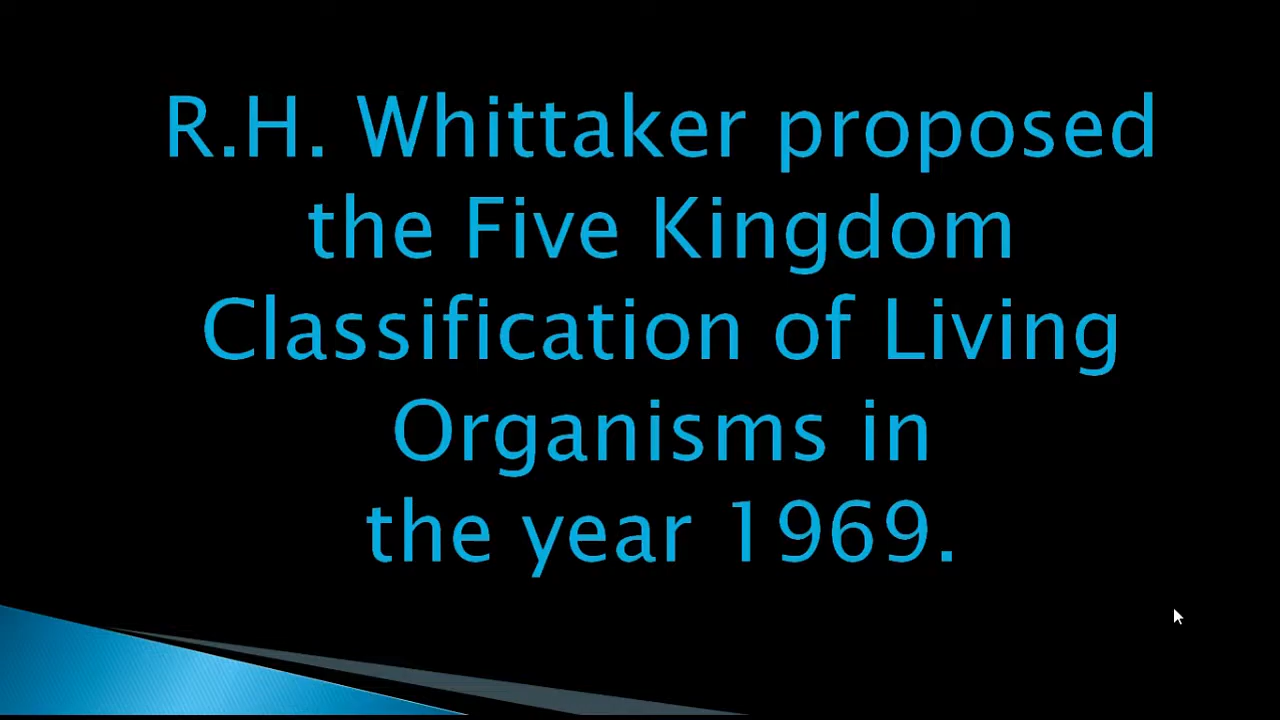 R.H. Whittaker proposed
the Five Kingdom
Classification of Living
Organisms in
the year 1969.